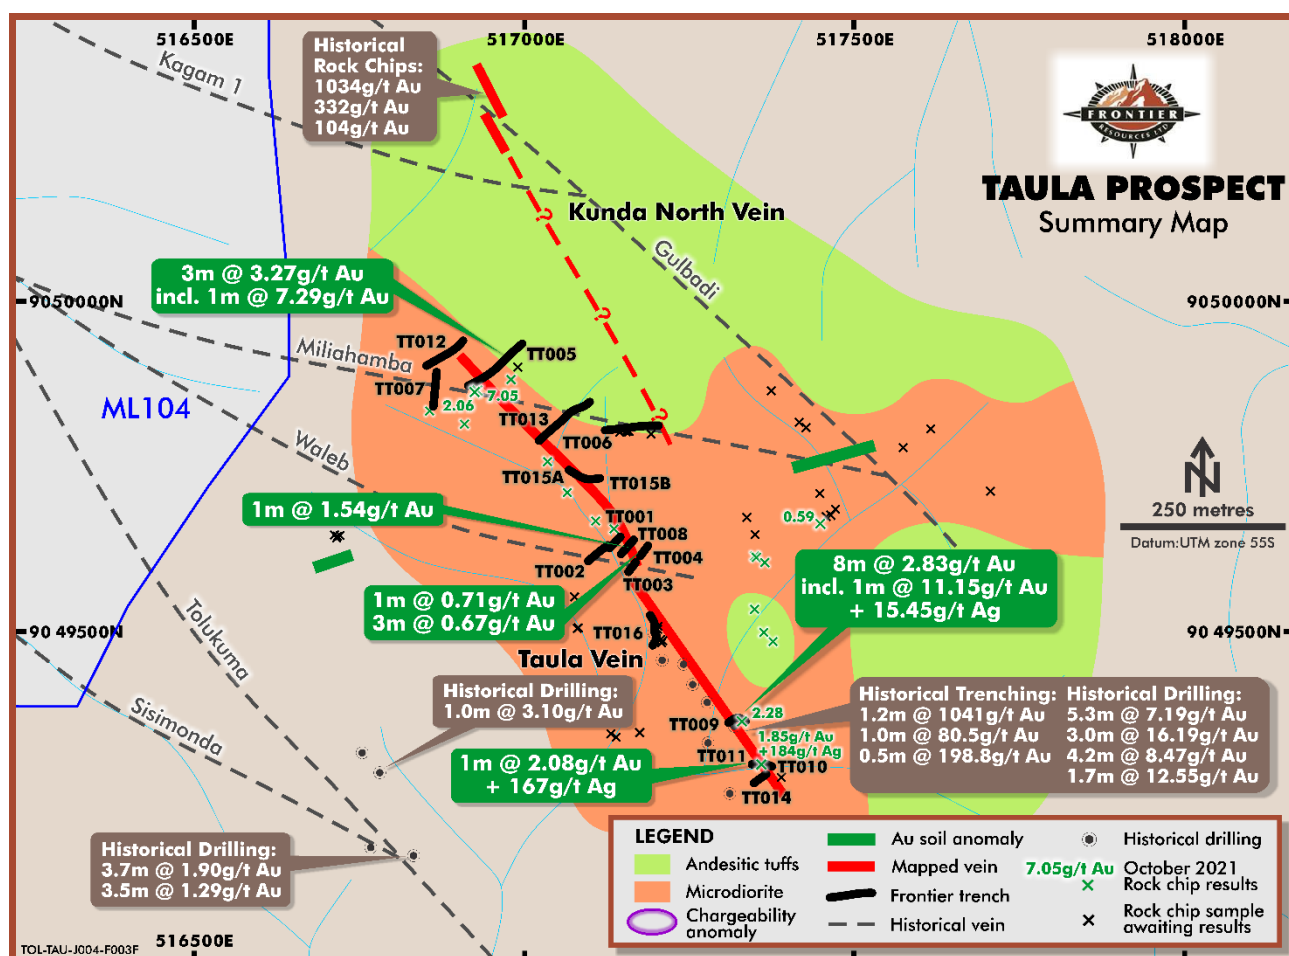 516500E
517000E
517500E
518000E
Kagam 1
Historical
Rock Chips:
1034g/t Au
332g/t Au
104g/t Au
FRONTIER
RESOURCES LTD
TAULA PROSPECT
Summary Map
Kunda North Vein
?
?
?
Gulbadi
3m @ 3.27g/t Au
incl. 1m @ 7.29g/t Au
9050000N
9050000N
Miliahamba
TT012
TT005
TT007
2.06
7.05
TT013
TT006
ML104
Waleb
TT015A
TT015B
N
250 metres
Datum:UTM zone 55S
0.59
1m @ 1.54g/t Au
TT001
TT008
TT004
TT002
TT003
8m @ 2.83g/t Au
incl. 1m @ 11.15g/t Au
+ 15.45g/t Ag
1m @ 0.71g/t Au
3m @ 0.67g/t Au
Tolukuma
90 49500N
90 49500N
TT016
Taula Vein
Sisimonda
Historical Drilling:
1.0m @ 3.10g/t Au
2.28
TT009
1.85g/t Au
+184g/t Ag
Historical Trenching:
1.2m @ 1041g/t Au
1.0m @ 80.5g/t Au
0.5m @ 198.8g/t Au
Historical Drilling:
5.3m @ 7.19g/t Au
3.0m @ 16.19g/t Au
4.2m @ 8.47g/t Au
1.7m @ 12.55g/t Au
1m @ 2.08g/t Au
+ 167g/t Ag
TT011
TT010
TT014
Historical Drilling:
3.7m @ 1.90g/t Au
3.5m @ 1.29g/t Au
LEGEND
Andesitic tuffs
Microdiorite
Chargeability
anomaly
Au soil anomaly
Mapped vein
Frontier trench
Historical vein
Historical drilling
7.05g/t Au October 2021
Rock chip results
Rock chip sample
awaiting results
TOL-TAU-J004-F003F
516500E